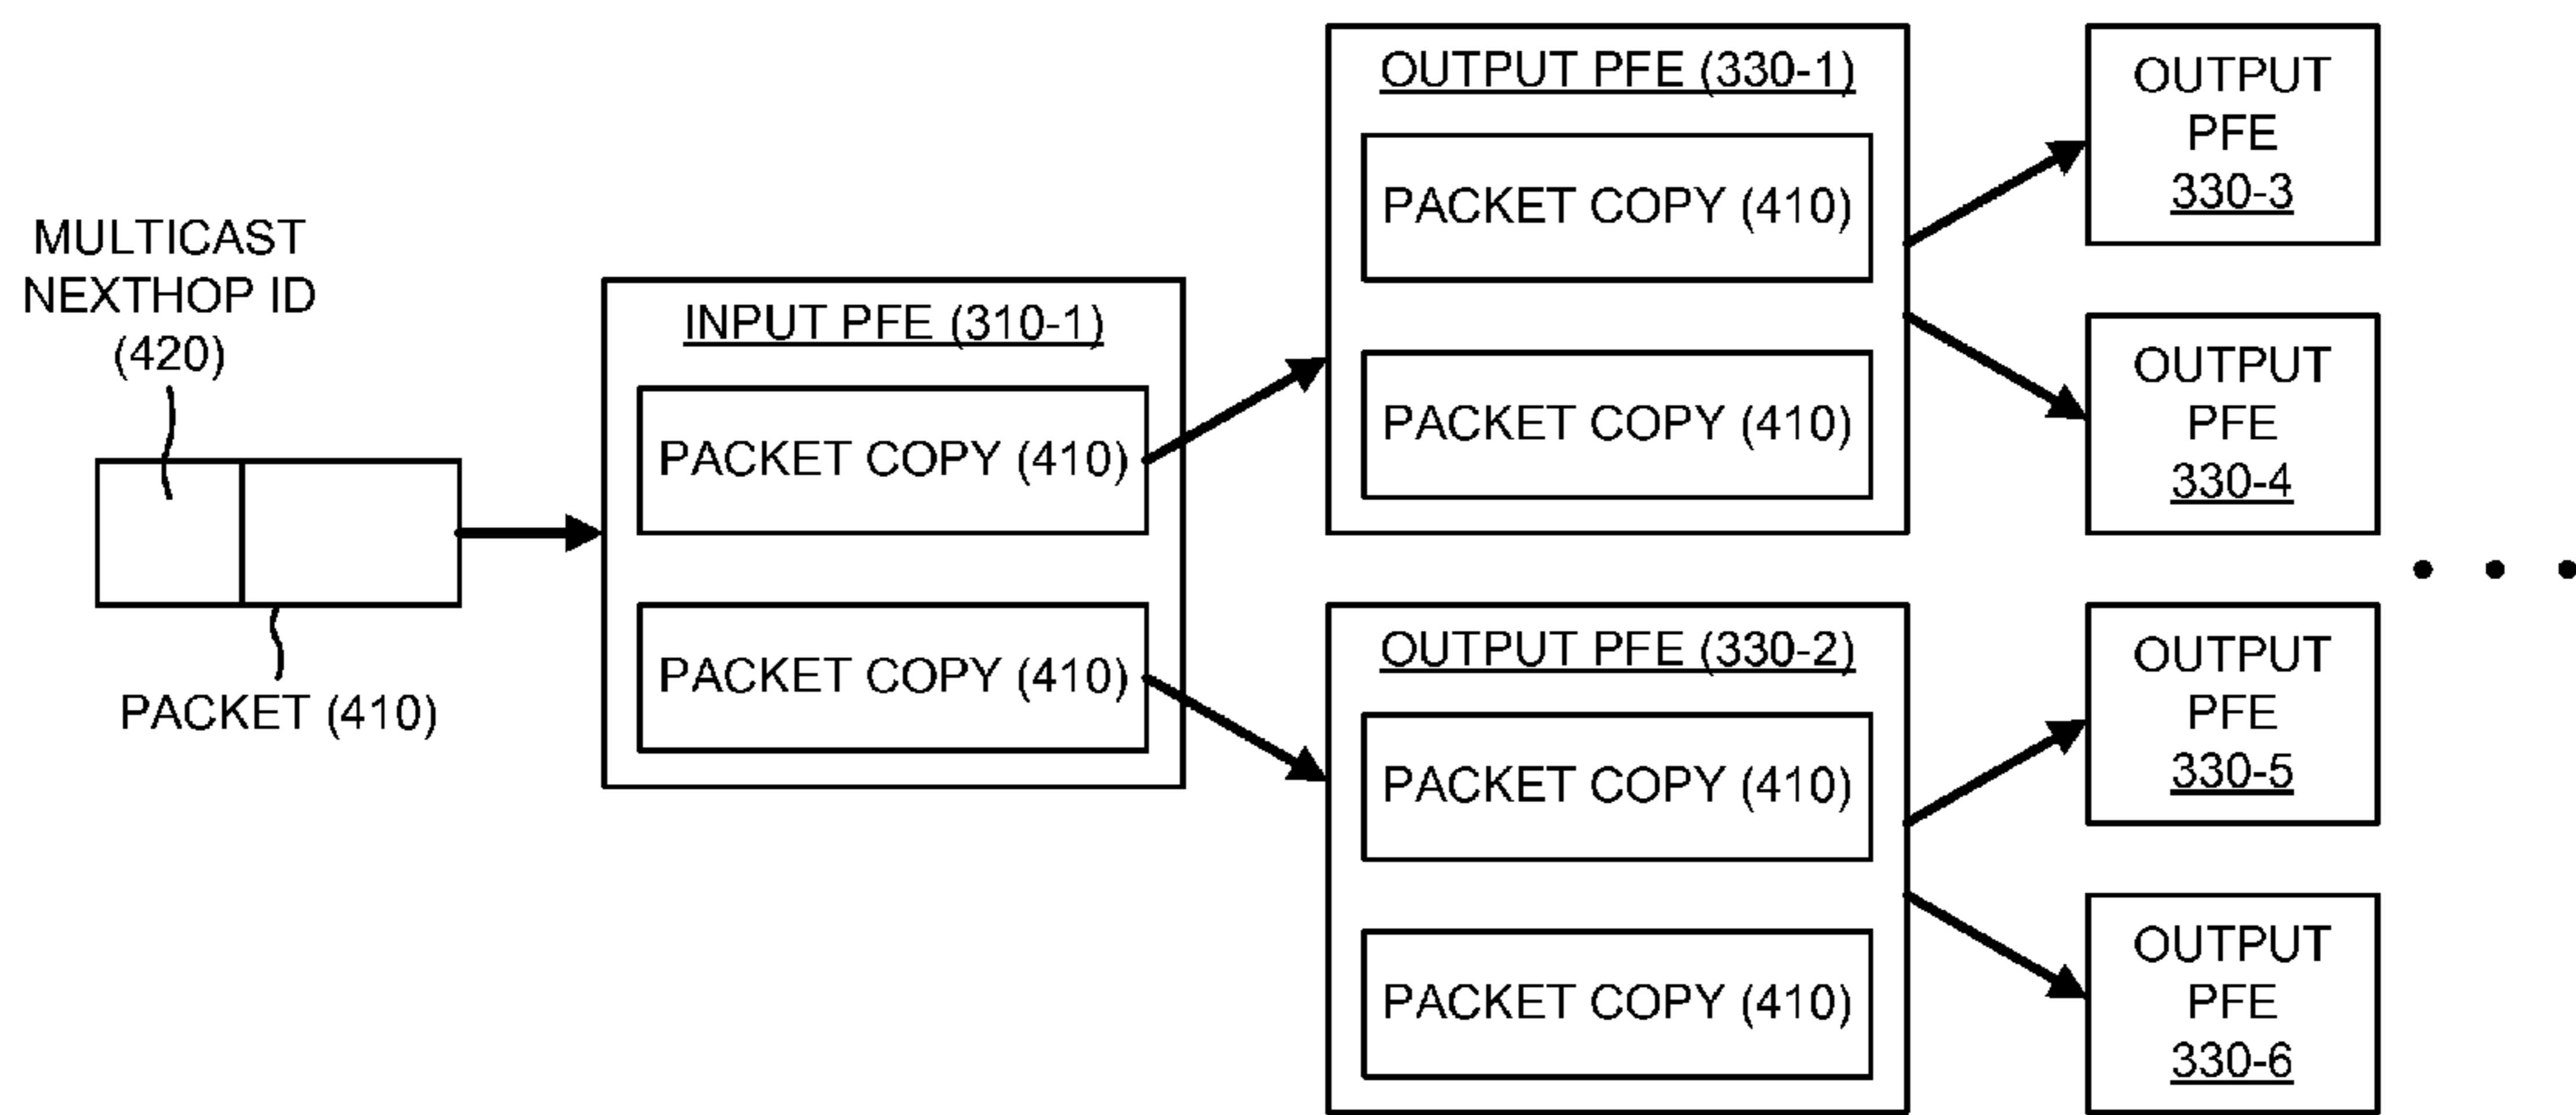 MULTICAST
NEXTHOP ID
(420)
PACKET (410)
INPUT PFE (310-1)
PACKET COPY (410)
PACKET COPY (410)
OUTPUT PFE (330-1)
PACKET COPY (410)
PACKET COPY (410)
OUTPUT PFE (330-2)
PACKET COPY (410)
PACKET COPY (410)
OUTPUT
PFE
330-3
OUTPUT
PFE
330-4
OUTPUT
PFE
330-5
OUTPUT
PFE
330-6